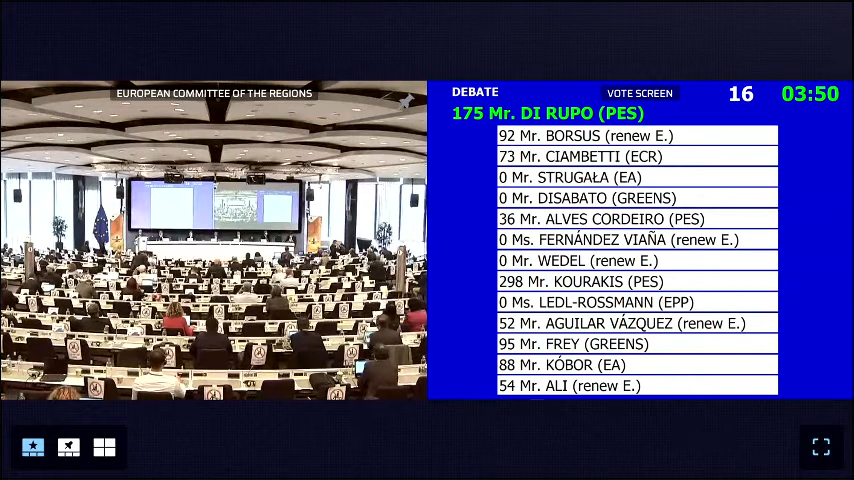 EUROPEAN COMMITTEE OF THE REGIONS
DEBATE
VOTE SCREEN
16
03:50
175 Mr. DI RUPO (PES)
92 Mr. BORSUS (renew E.)
73 Mr. CIAMBETTI (ECR)
0 Mr. STRUGAŁA (EA)
0 Mr. DISABATO (GREENS)
36 Mr. ALVES CORDEIRO (PES)
0 Ms. FERNÁNDEZ VIAÑA (renew E.)
0 Mr. WEDEL (renew E.)
298 Mr. KOURAKIS (PES)
0 Ms. LEDL-ROSSMANN (EPP)
52 Mr. AGUILAR VÁZQUEZ (renew E.)
95 Mr. FREY (GREENS)
88 Mr. KÓBOR (EA)
54 Mr. ALI (renew E.)